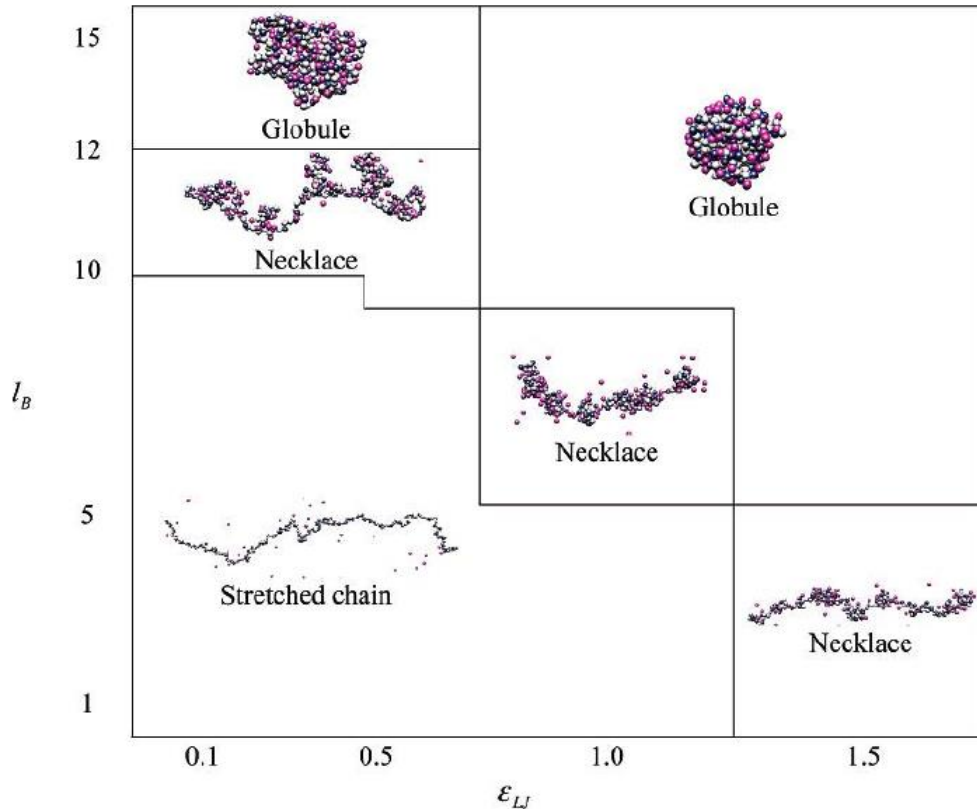 15
Globule
12
Globule
Necklace
10
l_B
Necklace
5
Stretched chain
Necklace
1
0.1 0.5 1.0 1.5
ε_LJ